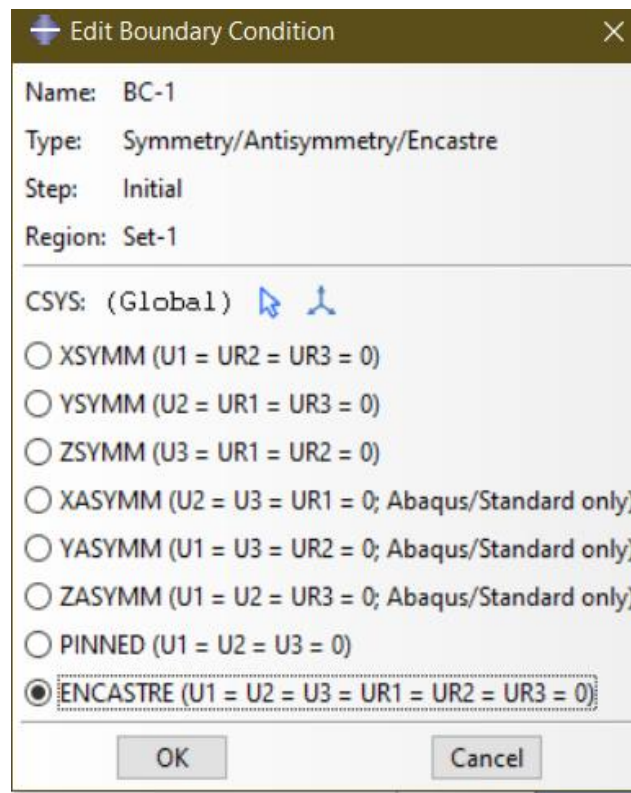 Edit Boundary Condition
Name: BC-1
Type: Symmetry/Antisymmetry/Encastre
Step: Initial
Region: Set-1
CSYS: (Global)
XSYMM (U1 = UR2 = UR3 = 0)
YSYMM (U2 = UR1 = UR3 = 0)
ZSYMM (U3 = UR1 = UR2 = 0)
XASYMM (U2 = U3 = UR1 = 0; Abaqus/Standard only)
YASYMM (U1 = U3 = UR2 = 0; Abaqus/Standard only)
ZASYMM (U1 = U2 = UR3 = 0; Abaqus/Standard only)
PINNED (U1 = U2 = U3 = 0)
ENCASTRE (U1 = U2 = U3 = UR1 = UR2 = UR3 = 0)
OK Cancel